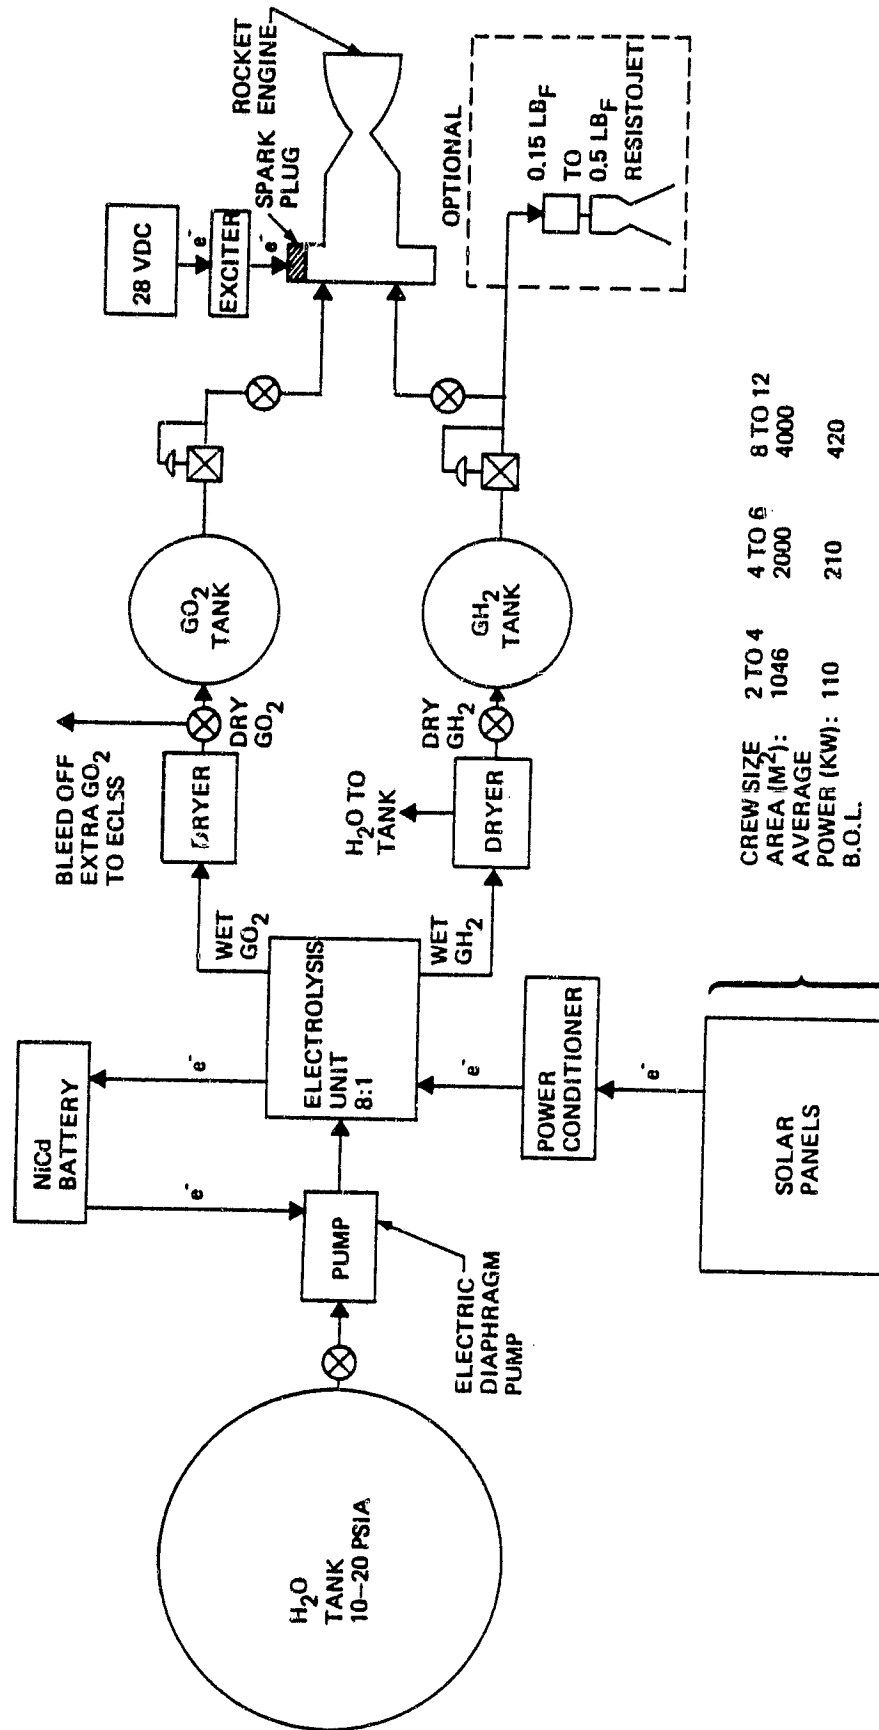 H2O
TANK
10–20 PSIA
ELECTRIC
DIAPHRAGM
PUMP
PUMP
NiCd
BATTERY
e-
e-
ELECTROLYSIS
UNIT
8:1
e-
POWER
CONDITIONER
e-
SOLAR
PANELS
WET
GO2
WET
GH2
DRYER
DRYER
BLEED OFF
EXTRA GO2
TO ECLSS
H2O TO
TANK
DRY
GO2
DRY
GH2
GO2
TANK
GH2
TANK
28 VDC
e-
EXCITER
e-
SPARK
PLUG
ROCKET
ENGINE
OPTIONAL
0.15 LBF
TO
0.5 LBF
RESISTOJET
CREW SIZE 2 TO 4 4 TO 6 8 TO 12
AREA (M2): 1046 2000 4000
AVERAGE
POWER (KW): 110 210 420
B.O.L.